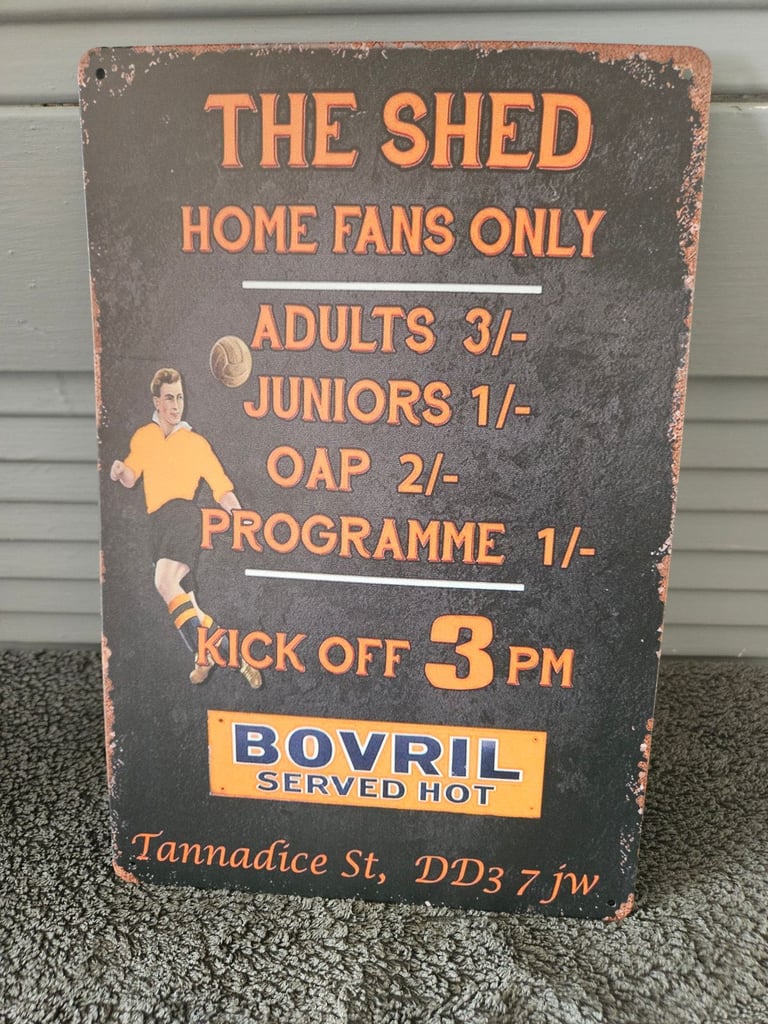 THE SHED
HOME FANS ONLY
ADULTS 3/-
JUNIORS 1/-
OAP 2/-
PROGRAMME 1/-
KICK OFF 3 PM
BOVRIL
SERVED HOT
Tannadice St, DD3 7 jw